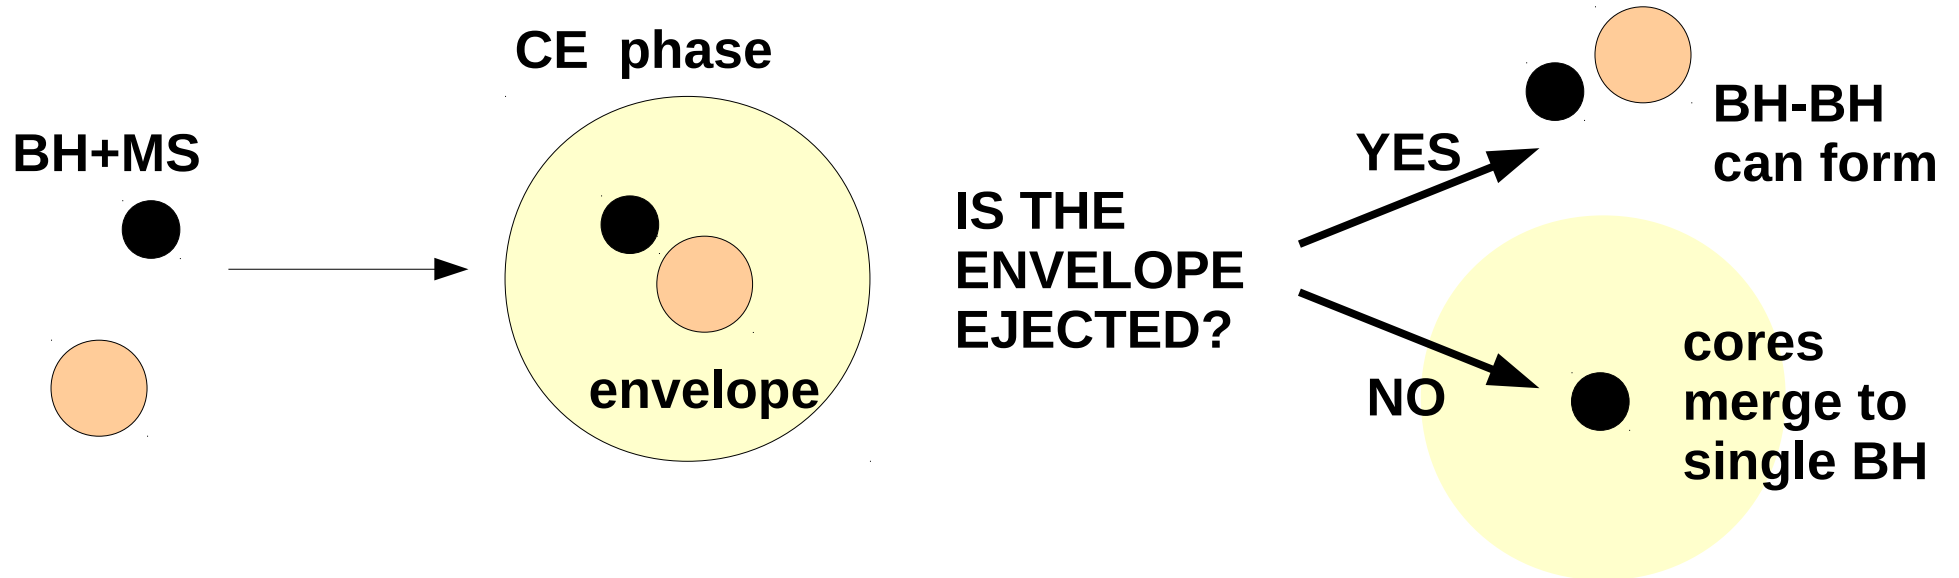 BH+MS
CE phase
envelope
IS THE
ENVELOPE
EJECTED?
YES
BH-BH
can form
NO
cores
merge to
single BH